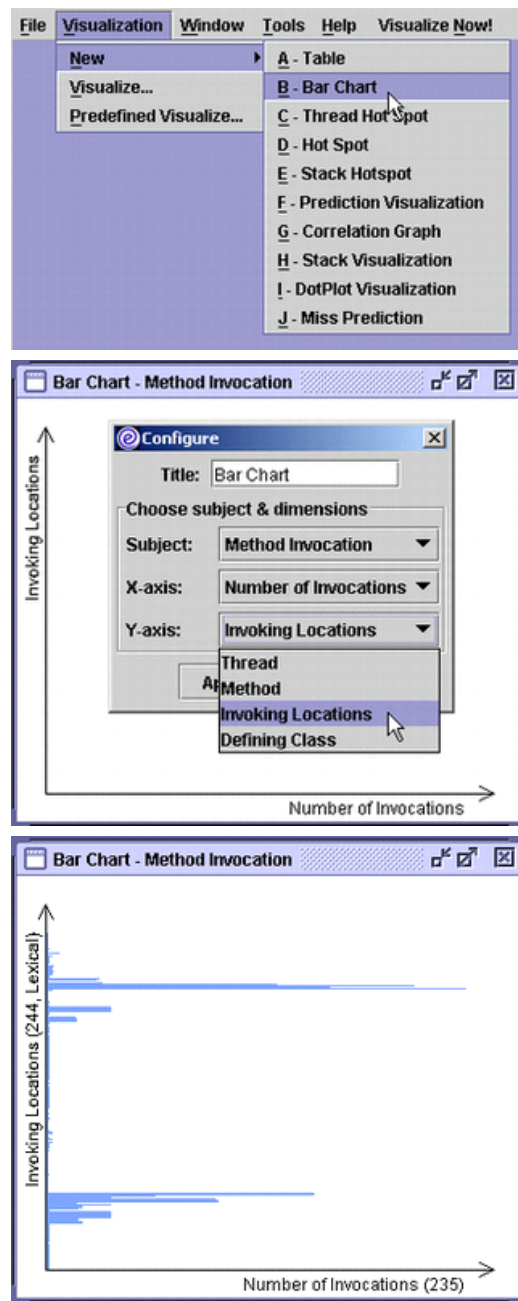 File Visualization Window Tools Help Visualize Now!
New
Visualize...
Predefined Visualize...
A - Table
B - Bar Chart
C - Thread Hot Spot
D - Hot Spot
E - Stack Hotspot
F - Prediction Visualization
G - Correlation Graph
H - Stack Visualization
I - DotPlot Visualization
J - Miss Prediction
Bar Chart - Method Invocation
Invoking Locations
Configure
Title: Bar Chart
Choose subject & dimensions
Subject: Method Invocation
X-axis: Number of Invocations
Y-axis: Invoking Locations
Thread
Method
Invoking Locations
Defining Class
Number of Invocations
Bar Chart - Method Invocation
Invoking Locations (244, Lexical)
Number of Invocations (235)